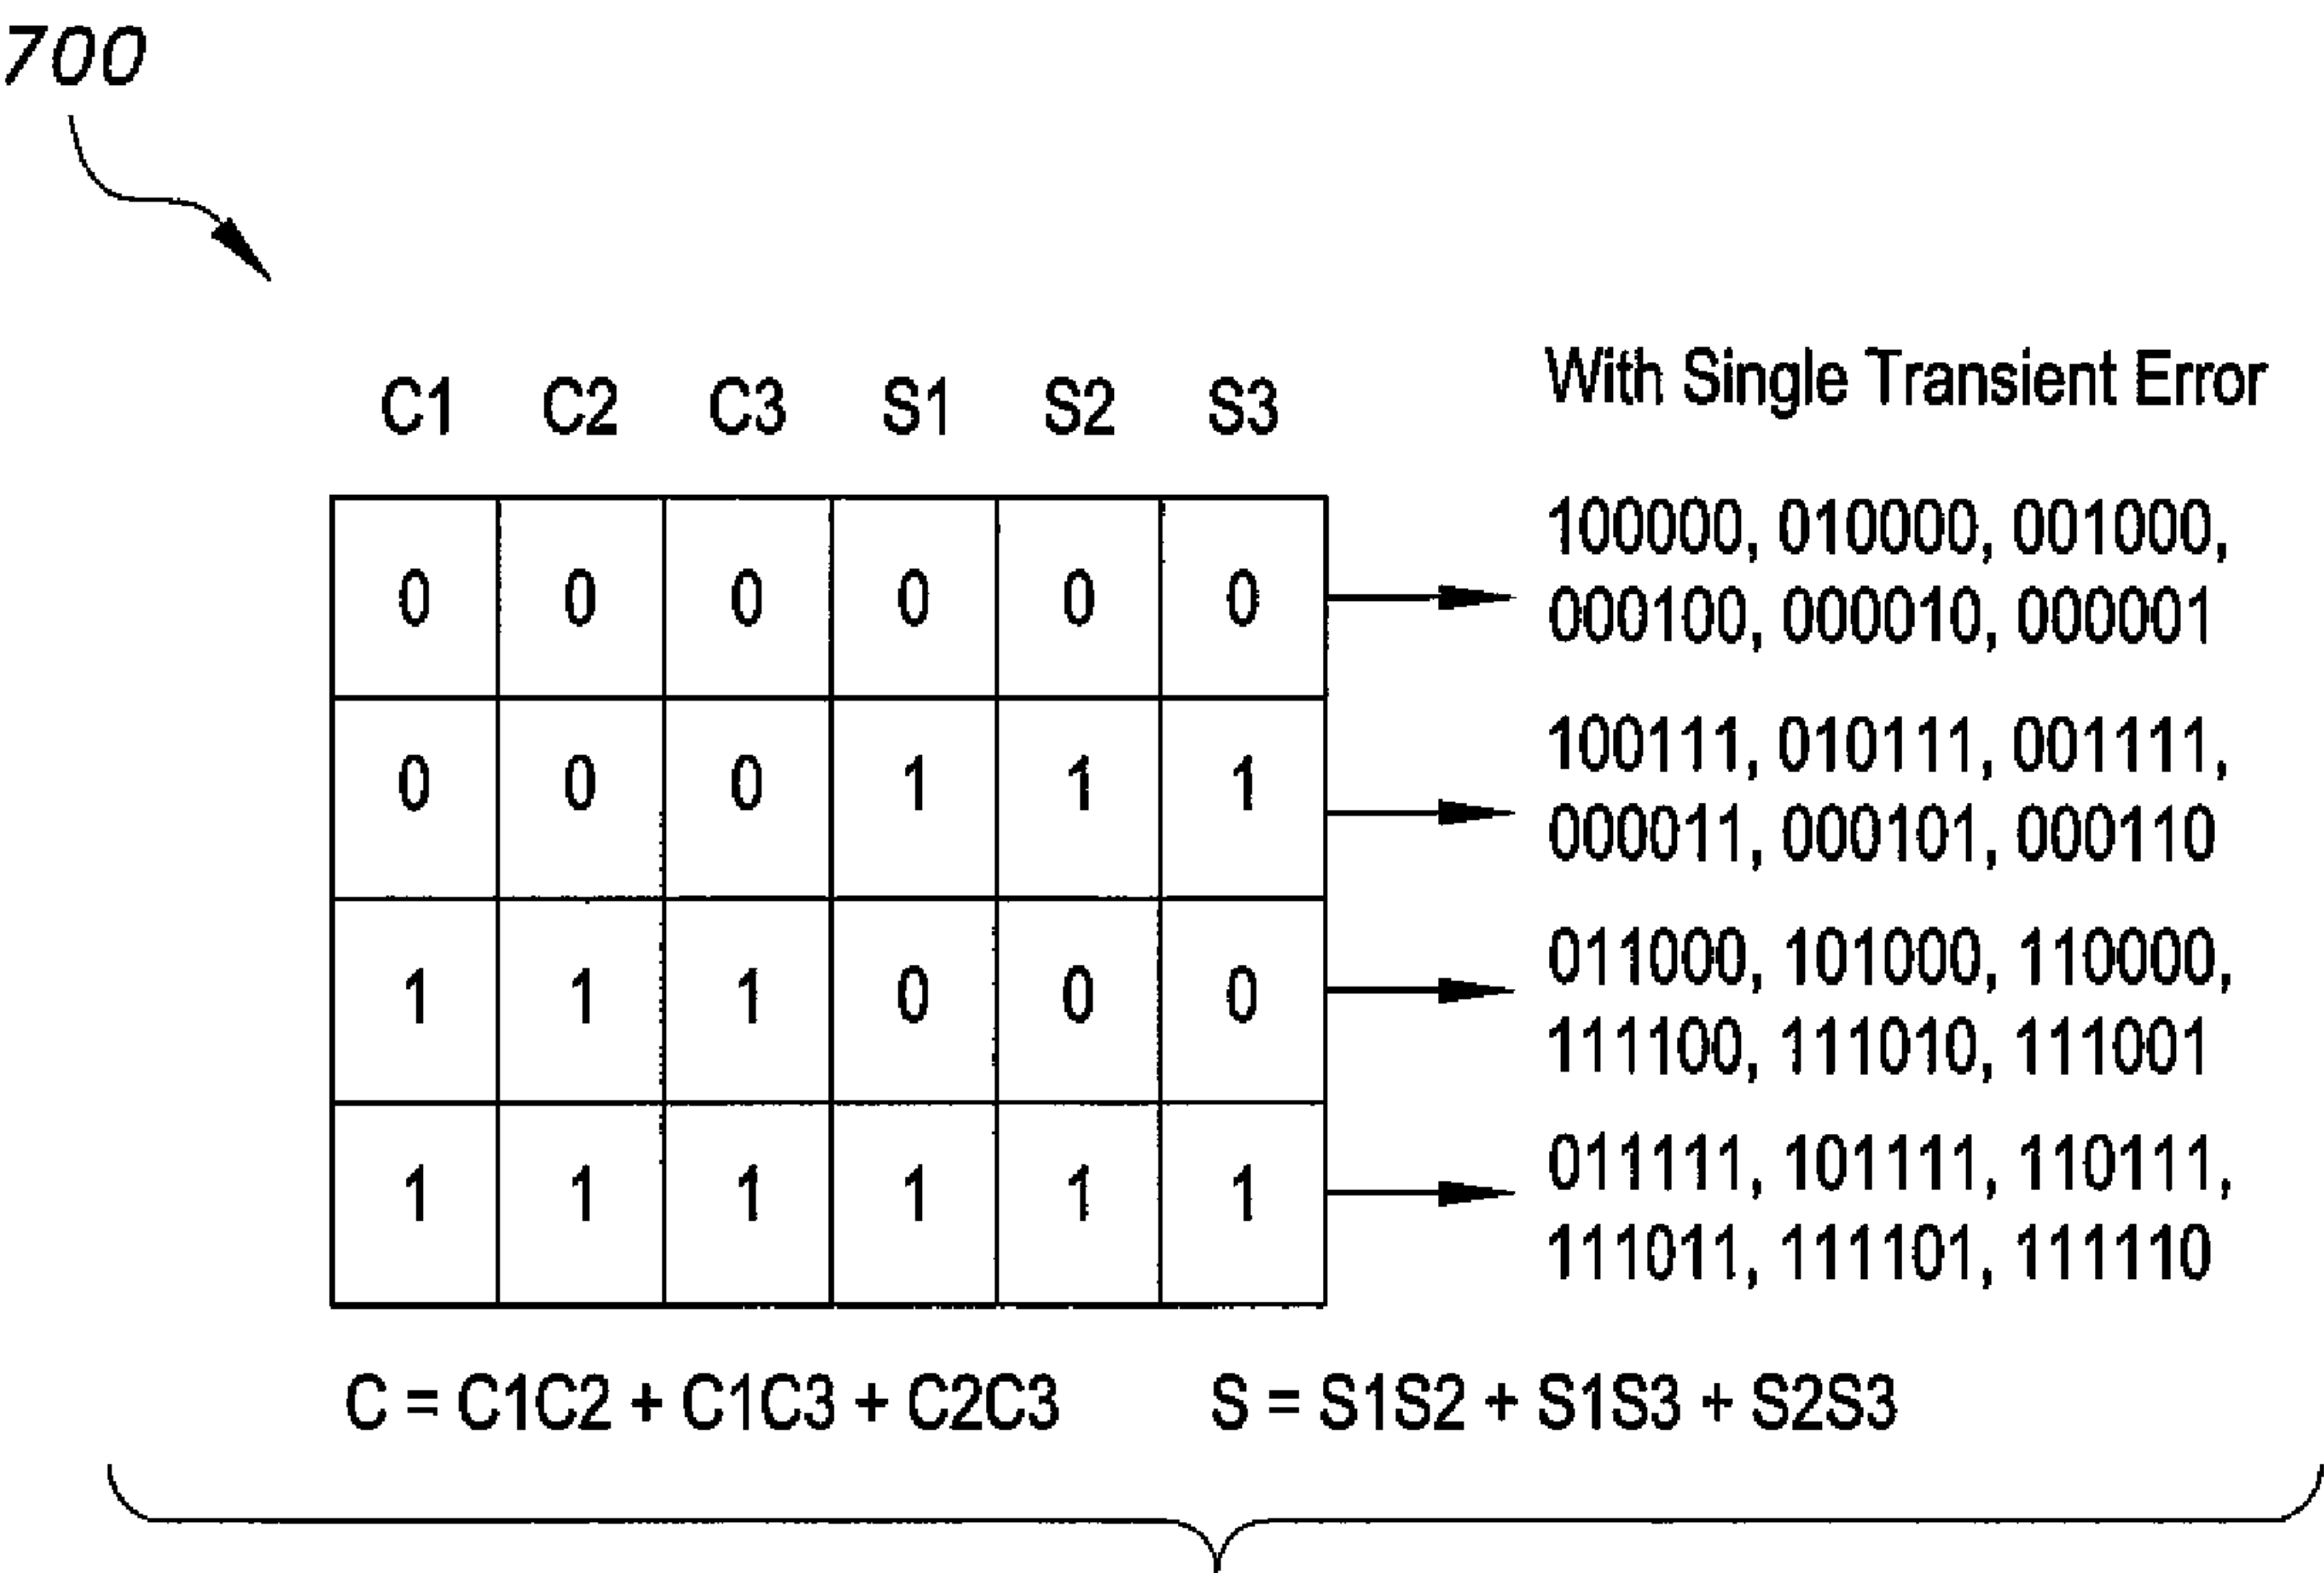 700
C1 C2 C3 S1 S2 S3 With Single Transient Error
0 0 0 0 0 0
100000, 010000, 001000,
000100, 000010, 000001
0 0 0 1 1 1
100111, 010111, 001111,
000011, 000101, 000110
1 1 1 0 0 0
011000, 101000, 110000,
111100, 111010, 111001
1 1 1 1 1 1
011111, 101111, 110111,
111011, 111101, 111110
C = C1C2 + C1C3 + C2C3 S = S1S2 + S1S3 + S2S3